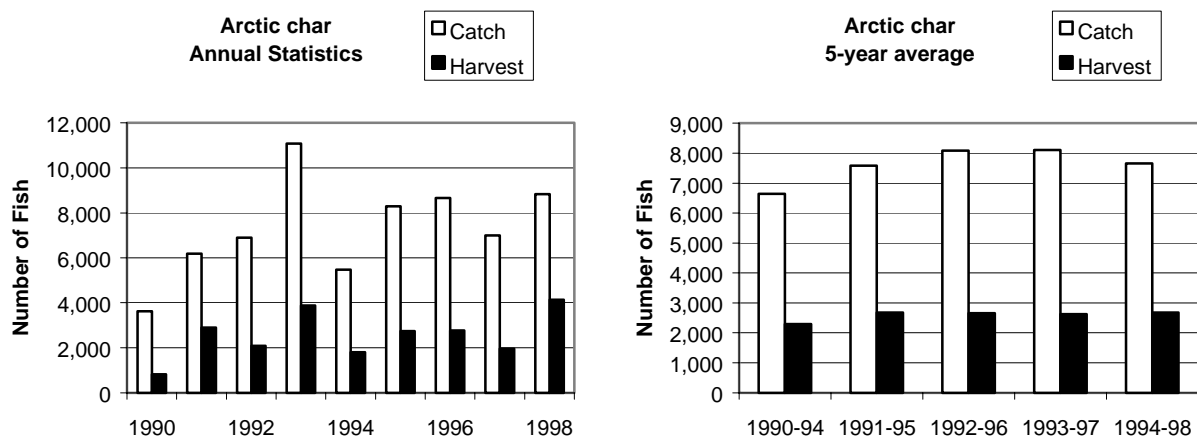 Arctic char
Annual Statistics
Catch
Harvest
Number of Fish
12,000
10,000
8,000
6,000
4,000
2,000
0
1990 1992 1994 1996 1998
Arctic char
5-year average
Catch
Harvest
Number of Fish
9,000
8,000
7,000
6,000
5,000
4,000
3,000
2,000
1,000
0
1990-94 1991-95 1992-96 1993-97 1994-98